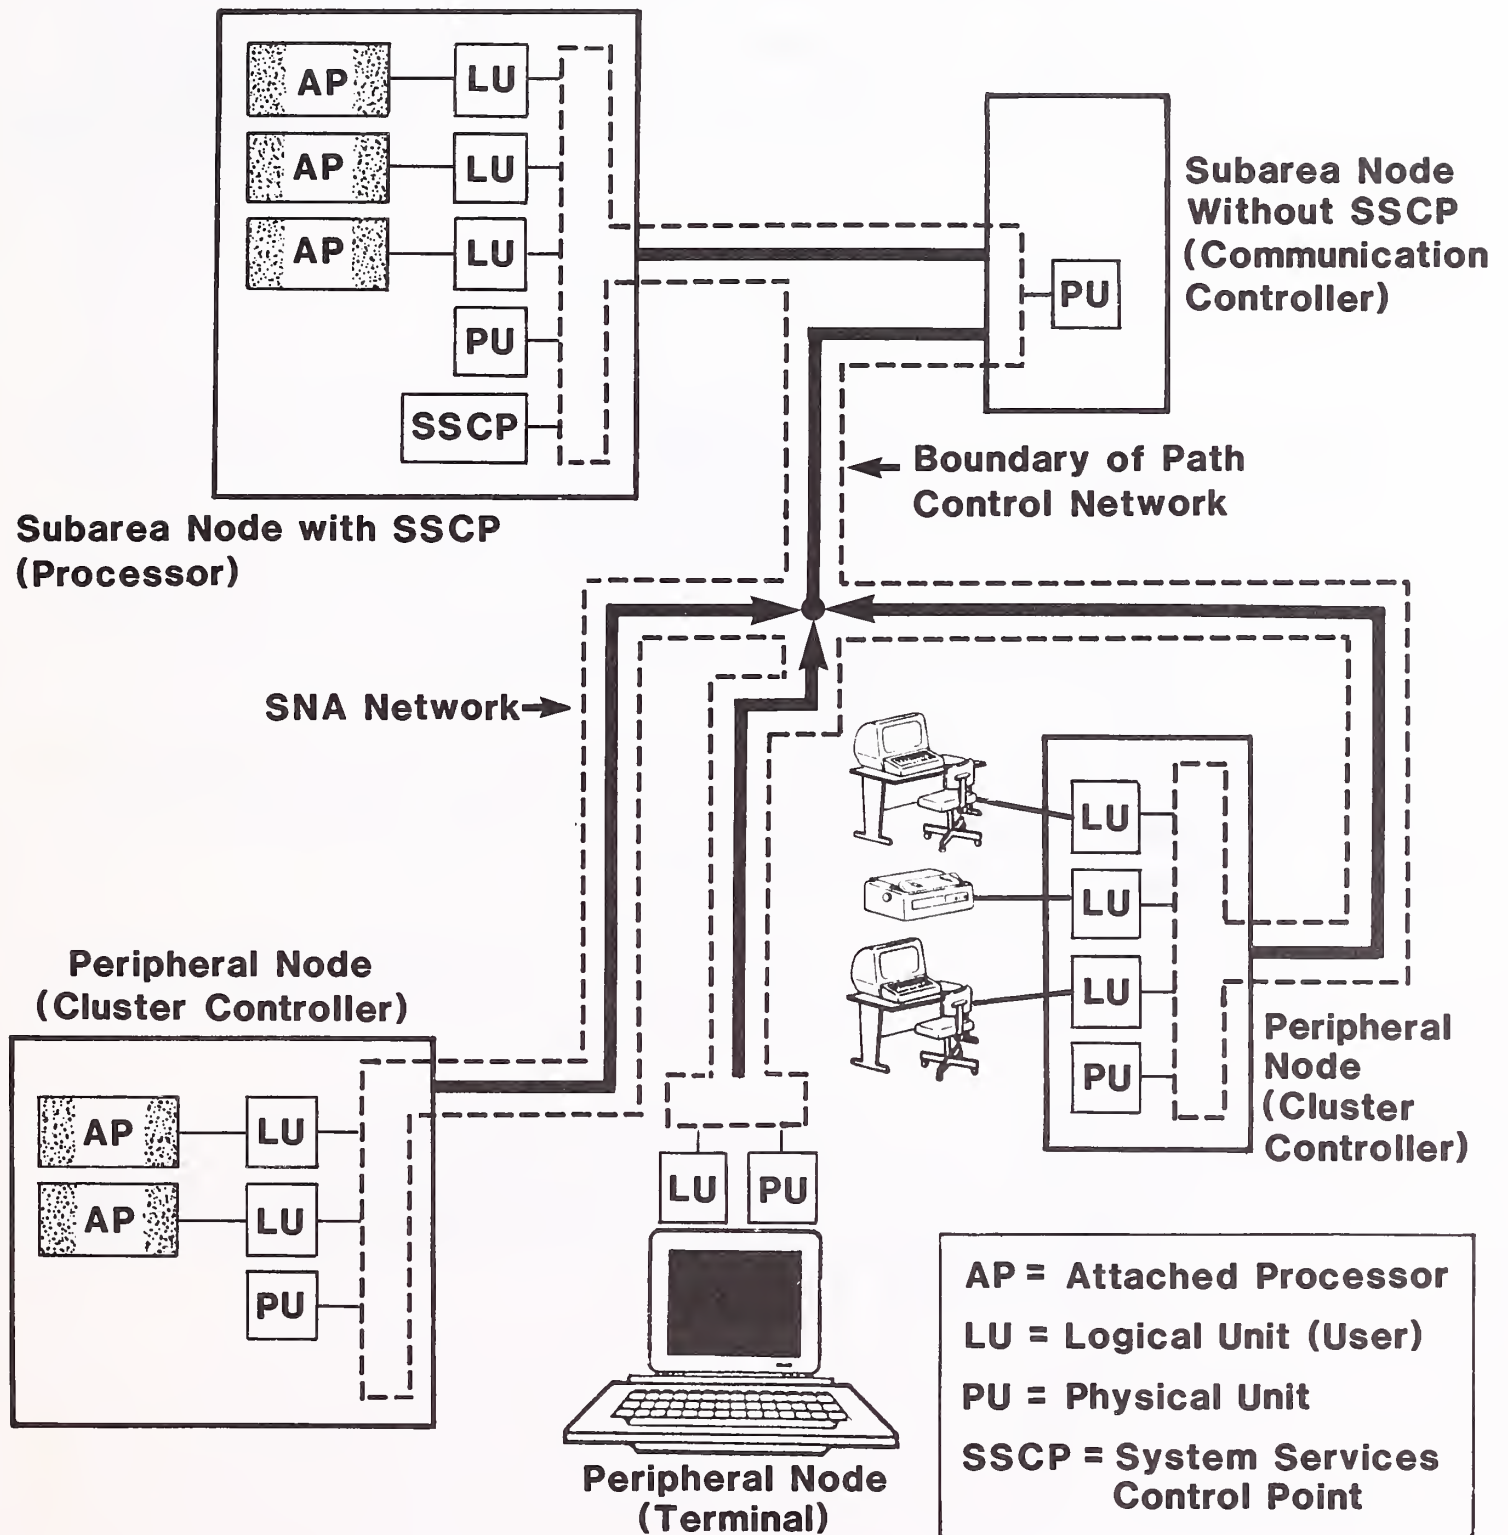 AP LU
AP LU
AP LU
PU
SSCP
Subarea Node with SSCP
(Processor)
PU
Subarea Node
Without SSCP
(Communication
Controller)
Boundary of Path
Control Network
SNA Network
LU
LU
LU
PU
Peripheral
Node
(Cluster
Controller)
Peripheral Node
(Cluster Controller)
AP LU
AP LU
PU
LU PU
Peripheral Node
(Terminal)
AP = Attached Processor
LU = Logical Unit (User)
PU = Physical Unit
SSCP = System Services
Control Point